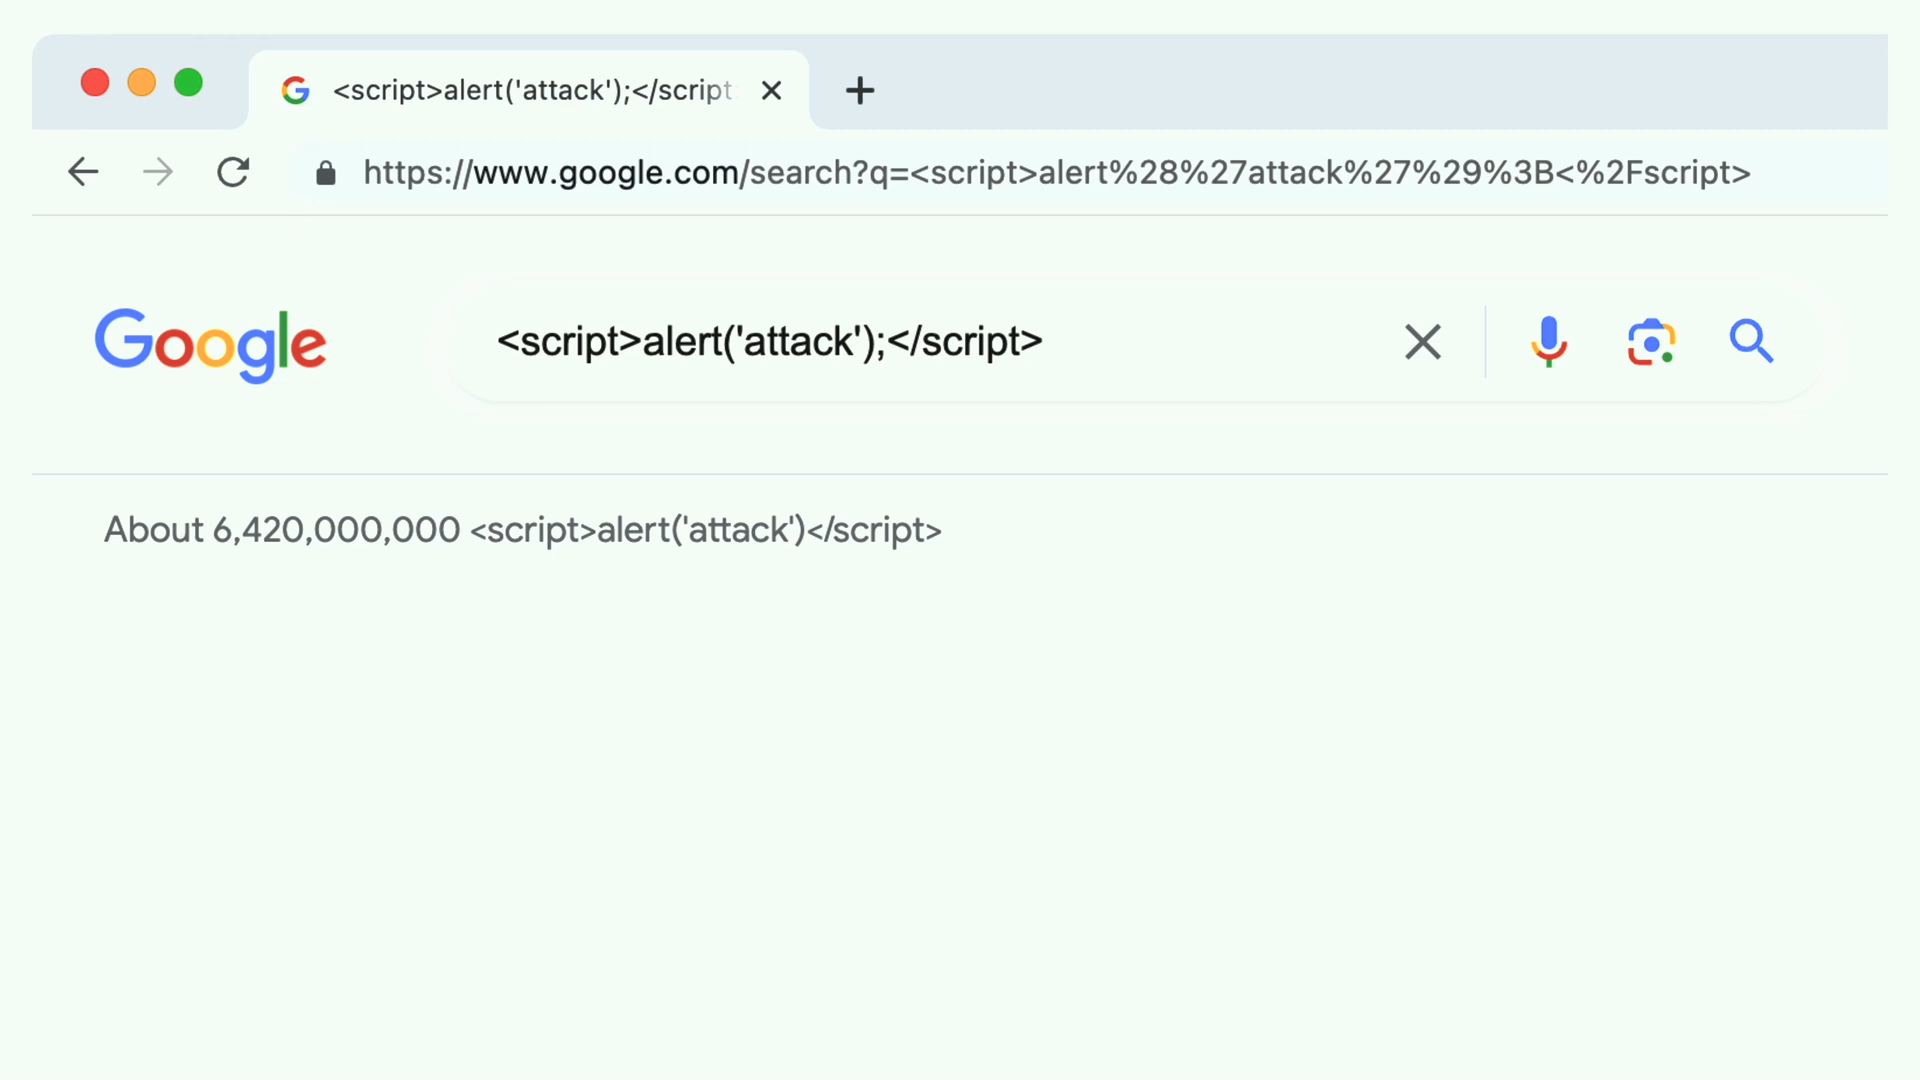 <script>alert('attack');</script
https://www.google.com/search?q=<script>alert%28%27attack%27%29%3B<%2Fscript>
Google
<script>alert('attack');</script>
About 6,420,000,000 <script>alert('attack')</script>